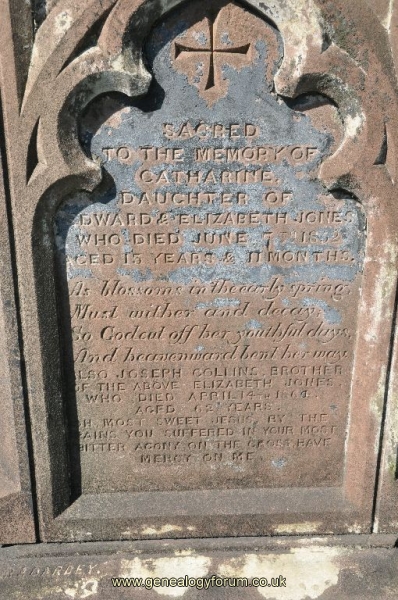 SACRED
TO THE MEMORY OF
CATHARINE,
DAUGHTER OF
EDWARD & ELIZABETH JONES
WHO DIED JUNE 7TH
AGED 15 YEARS & 11 MONTHS.
As blossoms in the early spring,
Must wither and decay,
So God cut off her youthful days,
And heavenward bent her way.
ALSO JOSEPH COLLINS, BROTHER
OF THE ABOVE ELIZABETH JONES,
WHO DIED APRIL 14TH 1864.
AGED 62 YEARS.
OH MOST SWEET JESUS BY THE
PAINS YOU SUFFERED IN YOUR MOST
BITTER AGONY ON THE CROSS HAVE
MERCY ON ME.
www.genealogyforum.co.uk